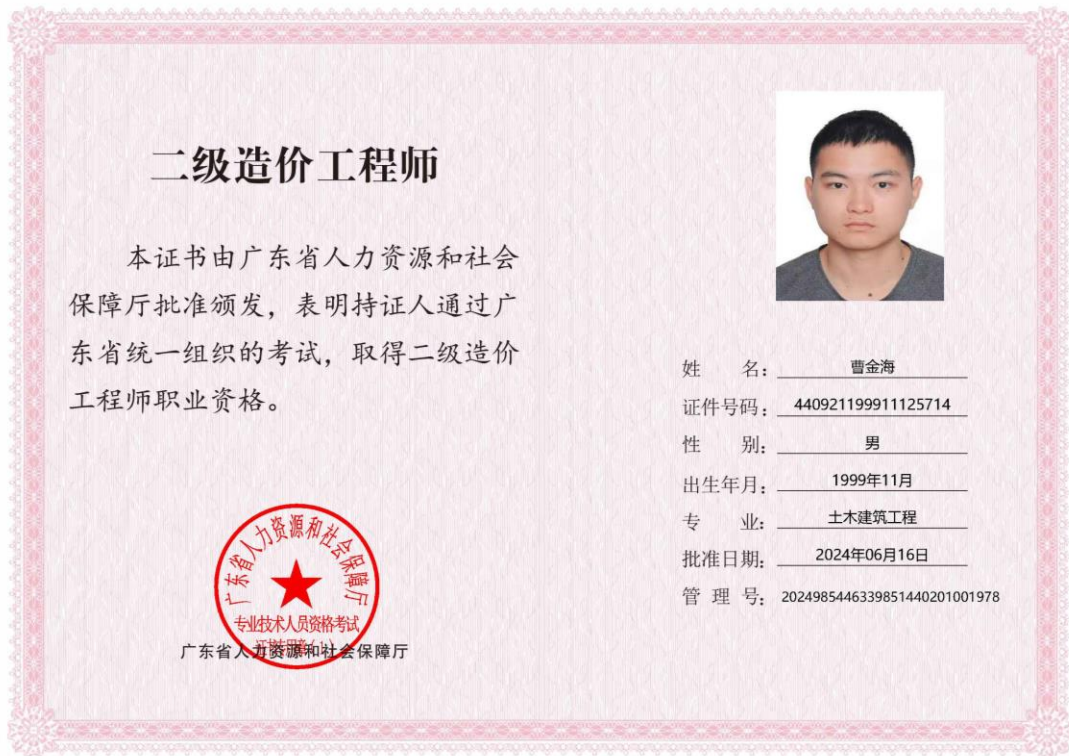 二级造价工程师
本证书由广东省人力资源和社会
保障厅批准颁发，表明持证人通过广
东省统一组织的考试，取得二级造价
工程师职业资格。
姓 名：曹金海
证件号码：440921199911125714
性 别：男
出生年月：1999年11月
专 业：土木建筑工程
批准日期：2024年06月16日
管 理 号：20249854463398514402010​01978
广东省人力资源和社会保障厅
专业技术人员资格考试
广东省人力资源和社会保障厅